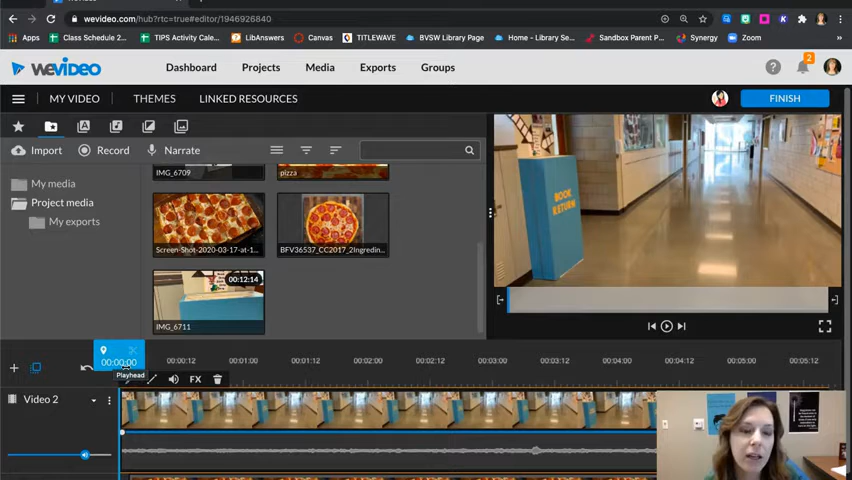 wevideo.com/hub?rtc=true#editor/1946926840
Apps Class Schedule 2... TIPS Activity Cale... LibAnswers Canvas TITLEWAVE BVSW Library Page Home - Library Se... Sandbox Parent P... Synergy Zoom
WEVIDEO Dashboard Projects Media Exports Groups ? 2
MY VIDEO THEMES LINKED RESOURCES FINISH
Import Record Narrate
My media
Project media
My exports
IMG_6709 pizza
Screen-Shot-2020-03-17-at-1... BFV36537_CC2017_2Ingredin...
00:12:14
IMG_6711
BOOK
RETURN
00:00:00 00:00:12 00:01:00 00:01:12 00:02:00 00:02:12 00:03:00 00:03:12 00:04:00 00:04:12 00:05:00 00:05:12
Playhead FX
Video 2